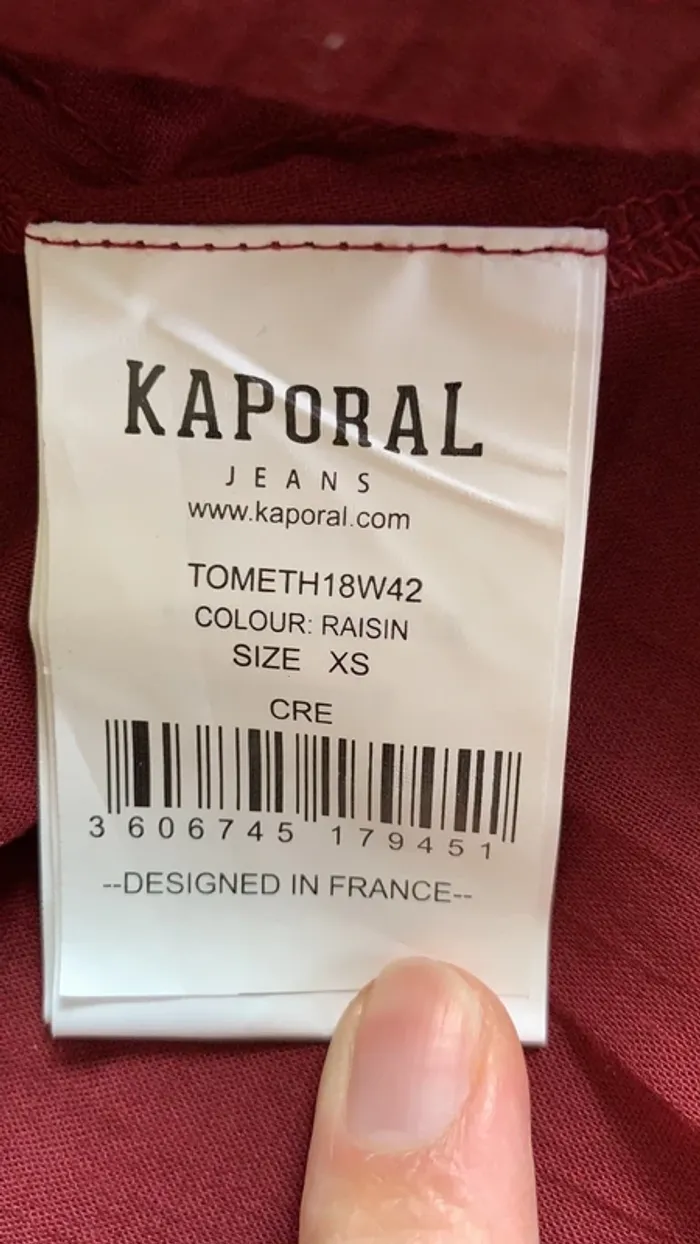 KAPORAL
JEANS
www.kaporal.com
TOMETH18W42
COLOUR: RAISIN
SIZE XS
CRE
3 606745 179451
--DESIGNED IN FRANCE--